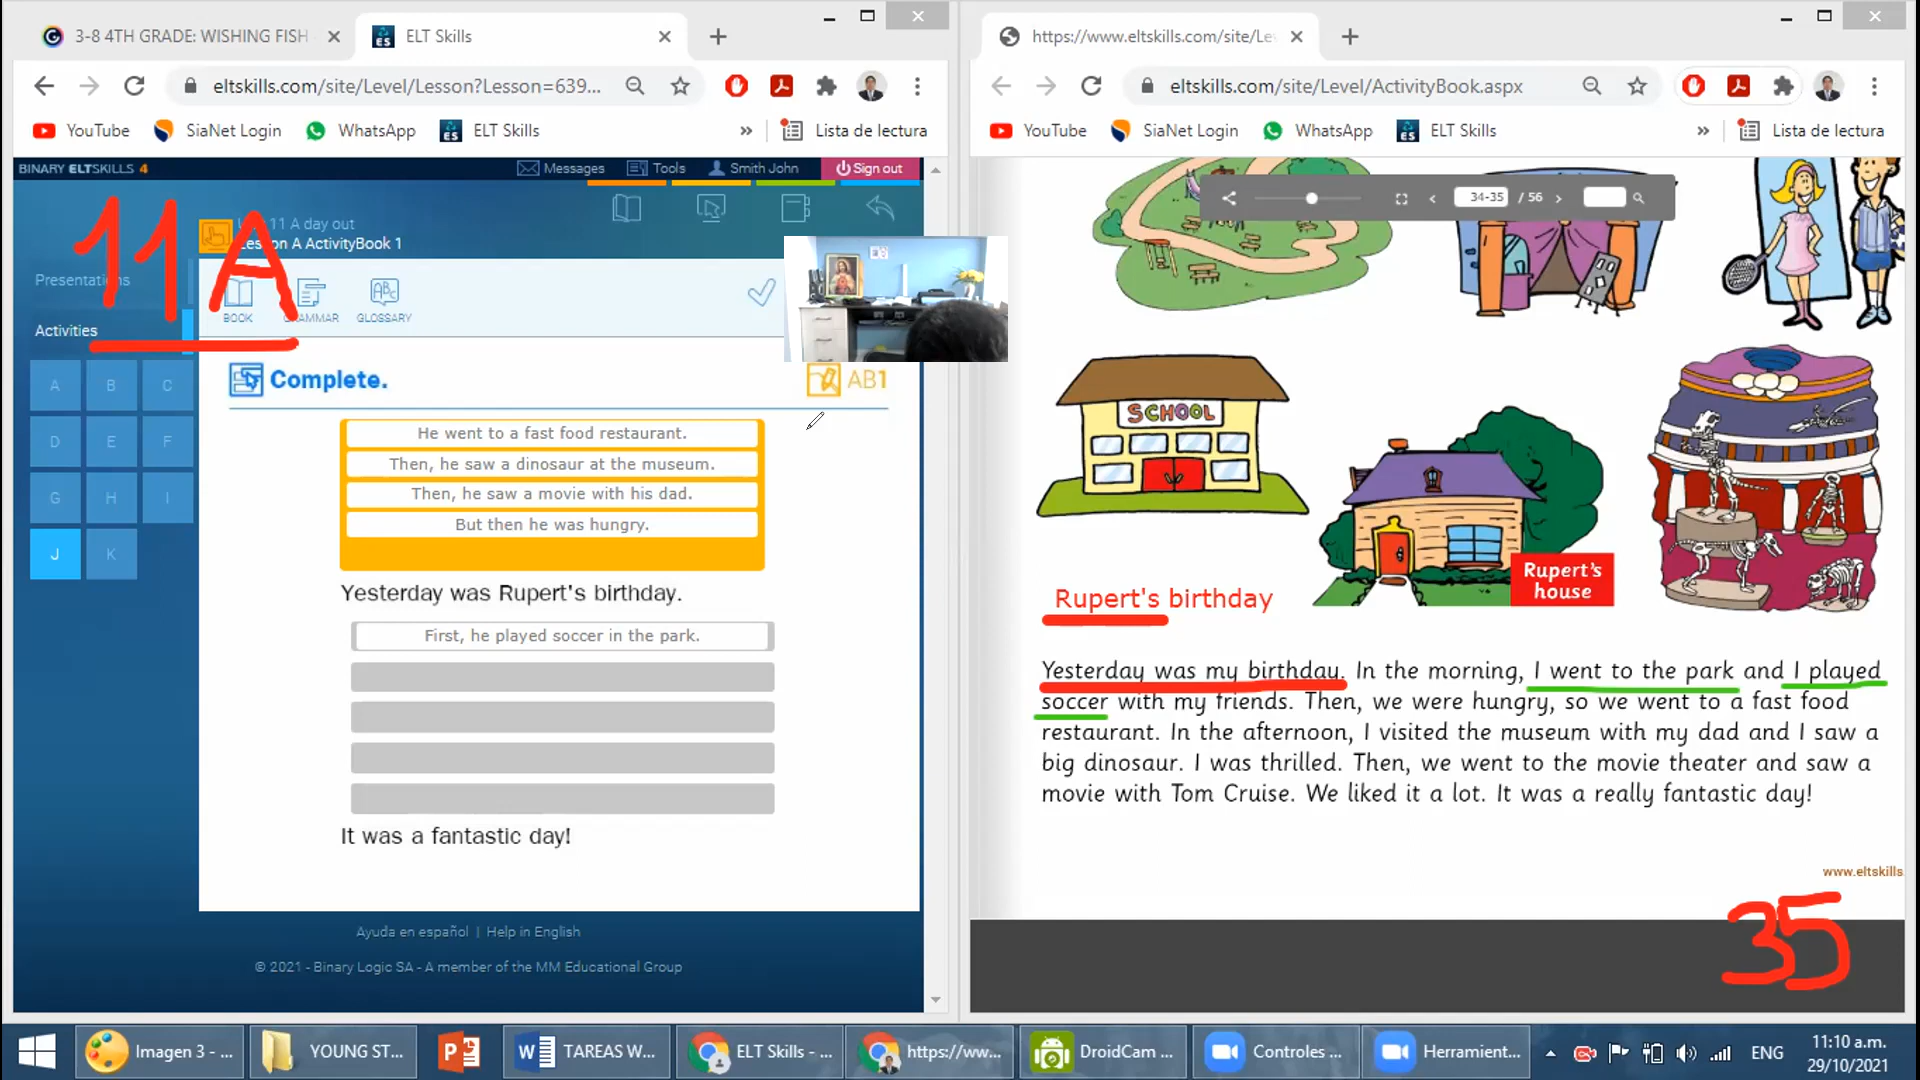 3-8 4TH GRADE: WISHING FISH
ELT Skills
eltskills.com/site/Level/Lesson?Lesson=639...
YouTube
SiaNet Login
WhatsApp
ELT Skills
»
Lista de lectura
BINARY ELTSKILLS 4
Messages
Tools
Smith John
Sign out
11A
11 A day out
Lesson A ActivityBook 1
Presentations
Activities
BOOK
GRAMMAR
GLOSSARY
A B C
D E F
G H I
J K
Complete.
AB1
He went to a fast food restaurant.
Then, he saw a dinosaur at the museum.
Then, he saw a movie with his dad.
But then he was hungry.
Yesterday was Rupert's birthday.
First, he played soccer in the park.
It was a fantastic day!
Ayuda en español | Help in English
© 2021 - Binary Logic SA - A member of the MM Educational Group
https://www.eltskills.com/site/Le
eltskills.com/site/Level/ActivityBook.aspx
YouTube
SiaNet Login
WhatsApp
ELT Skills
»
Lista de lectura
34-35 / 56
SCHOOL
Rupert's
house
Rupert's birthday
Yesterday was my birthday. In the morning, I went to the park and I played
soccer with my friends. Then, we were hungry, so we went to a fast food
restaurant. In the afternoon, I visited the museum with my dad and I saw a
big dinosaur. I was thrilled. Then, we went to the movie theater and saw a
movie with Tom Cruise. We liked it a lot. It was a really fantastic day!
www.eltskills
35
Imagen 3 - ...
YOUNG ST...
TAREAS W...
ELT Skills - ...
https://ww...
DroidCam ...
Controles ...
Herramient...
ENG
11:10 a.m.
29/10/2021